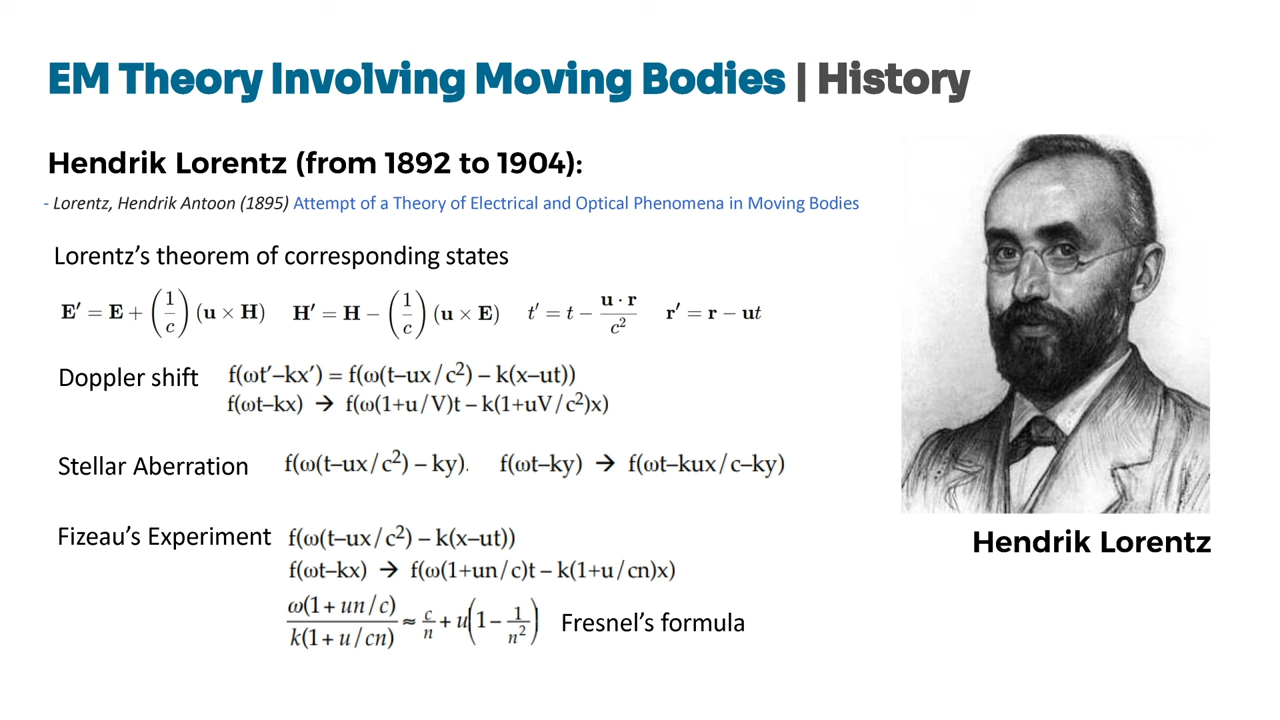 EM Theory Involving Moving Bodies | History
Hendrik Lorentz (from 1892 to 1904):
- Lorentz, Hendrik Antoon (1895) Attempt of a Theory of Electrical and Optical Phenomena in Moving Bodies
Lorentz’s theorem of corresponding states
E′ = E + (1/c) (u × H)   H′ = H − (1/c) (u × E)   t′ = t − u · r / c²   r′ = r − ut
Doppler shift   f(ωt′–kx′) = f(ω(t–ux/c²) – k(x–ut))
f(ωt–kx) → f(ω(1+u/V)t – k(1+uV/c²)x)
Stellar Aberration   f(ω(t–ux/c²) – ky).   f(ωt–ky) → f(ωt–kux/c–ky)
Fizeau’s Experiment   f(ω(t–ux/c²) – k(x–ut))
f(ωt–kx) → f(ω(1+un/c)t – k(1+u/cn)x)
ω(1+un/c) / k(1+u/cn) ≈ c/n + u(1 − 1/n²)   Fresnel’s formula
Hendrik Lorentz